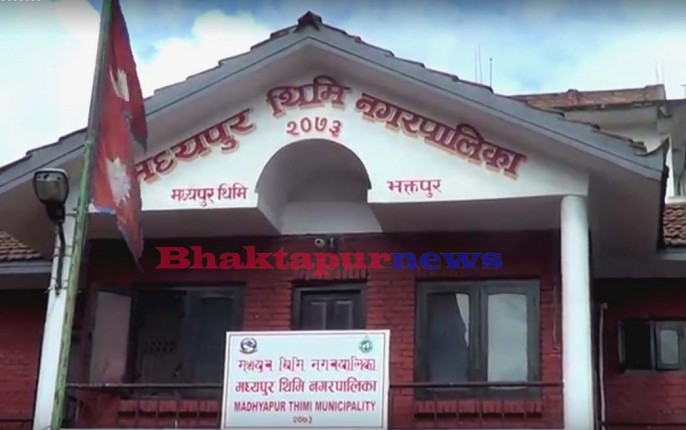 मध्यपुर थिमि नगरपालिका
२०७३
मध्यपुर थिमि
भक्तपुर
Bhaktapurnews
मध्यपुर थिमि नगरपालिका
MADHYAPUR THIMI MUNICIPALITY
२०७३